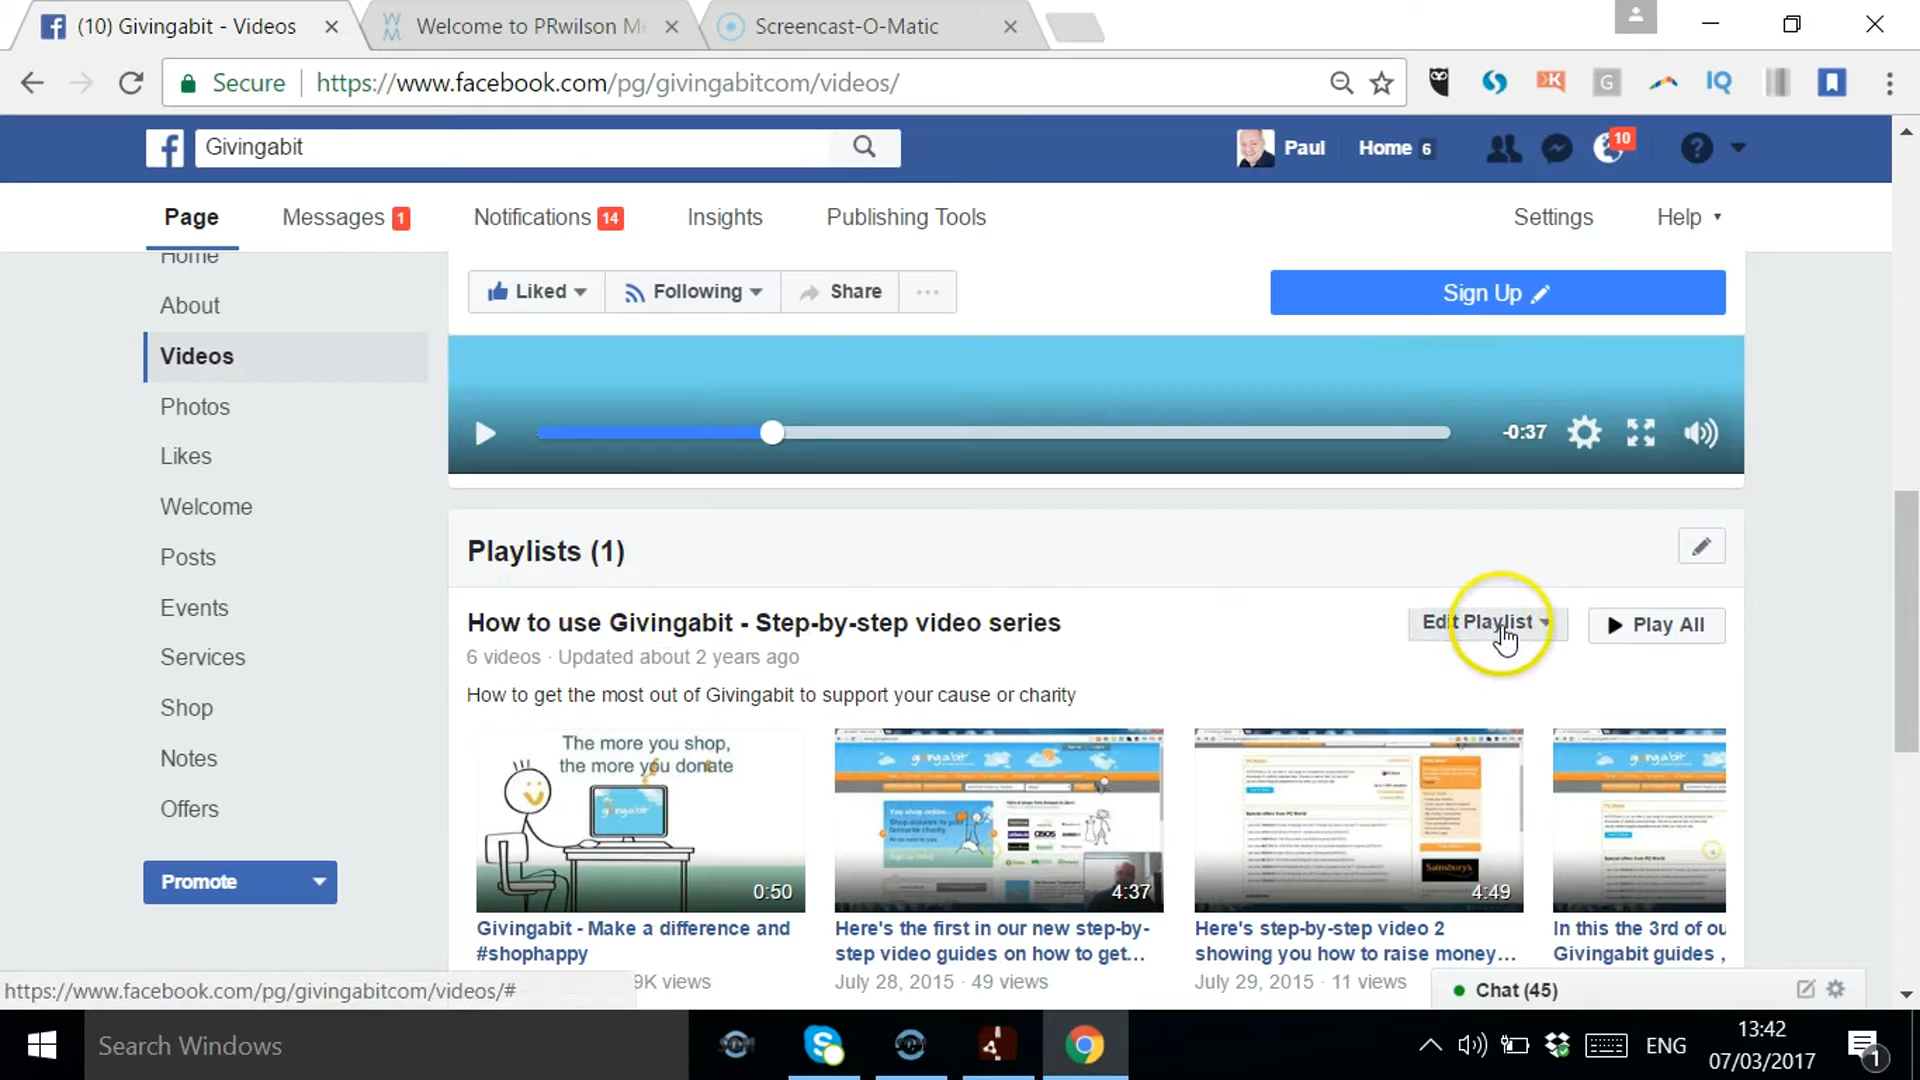 (10) Givingabit - Videos
Welcome to PRwilson Me
Screencast-O-Matic
Secure
https://www.facebook.com/pg/givingabitcom/videos/
G
IQ
Givingabit
Paul
Home 6
10
Page
Messages 1
Notifications 14
Insights
Publishing Tools
Settings
Help
Home
About
Videos
Photos
Likes
Welcome
Posts
Events
Services
Shop
Notes
Offers
Promote
Liked
Following
Share
Sign Up
-0:37
Playlists (1)
How to use Givingabit - Step-by-step video series
Edit Playlist
Play All
6 videos · Updated about 2 years ago
How to get the most out of Givingabit to support your cause or charity
The more you shop,
the more you donate
givingabit
0:50
givingabit
asos
4:37
Sainsbury's
4:49
givingabit
Givingabit - Make a difference and
#shophappy
9K views
Here's the first in our new step-by-
step video guides on how to get...
July 28, 2015 · 49 views
Here's step-by-step video 2
showing you how to raise money...
July 29, 2015 · 11 views
In this the 3rd of ou
Givingabit guides ,
https://www.facebook.com/pg/givingabitcom/videos/#
Chat (45)
Search Windows
ENG
13:42
07/03/2017
1